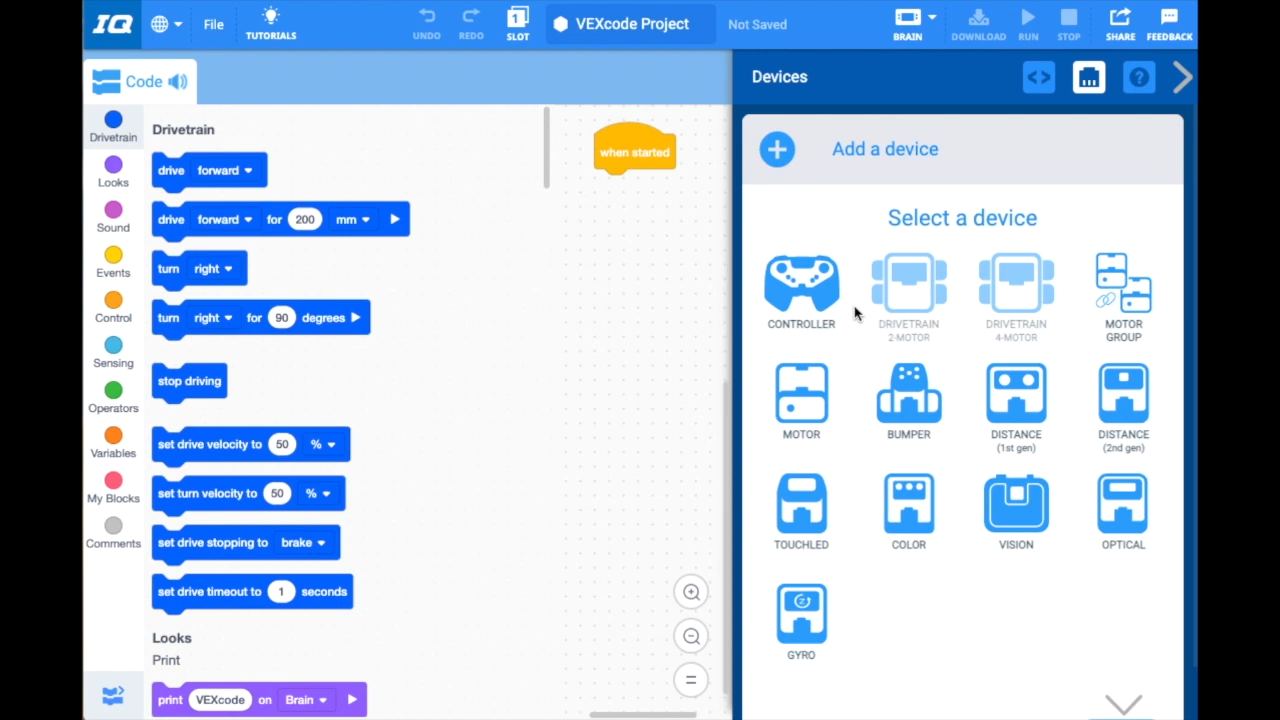 IQ
File
TUTORIALS
UNDO
REDO
1
SLOT
VEXcode Project
Not Saved
BRAIN
DOWNLOAD
RUN
STOP
SHARE
FEEDBACK
Code
Drivetrain
Looks
Sound
Events
Control
Sensing
Operators
Variables
My Blocks
Comments
Drivetrain
drive forward
drive forward for 200 mm
turn right
turn right for 90 degrees
stop driving
set drive velocity to 50 %
set turn velocity to 50 %
set drive stopping to brake
set drive timeout to 1 seconds
Looks
Print
print VEXcode on Brain
when started
Devices
<>
?
Add a device
Select a device
CONTROLLER
DRIVETRAIN
2-MOTOR
DRIVETRAIN
4-MOTOR
MOTOR
GROUP
MOTOR
BUMPER
DISTANCE
(1st gen)
DISTANCE
(2nd gen)
TOUCHLED
COLOR
VISION
OPTICAL
GYRO